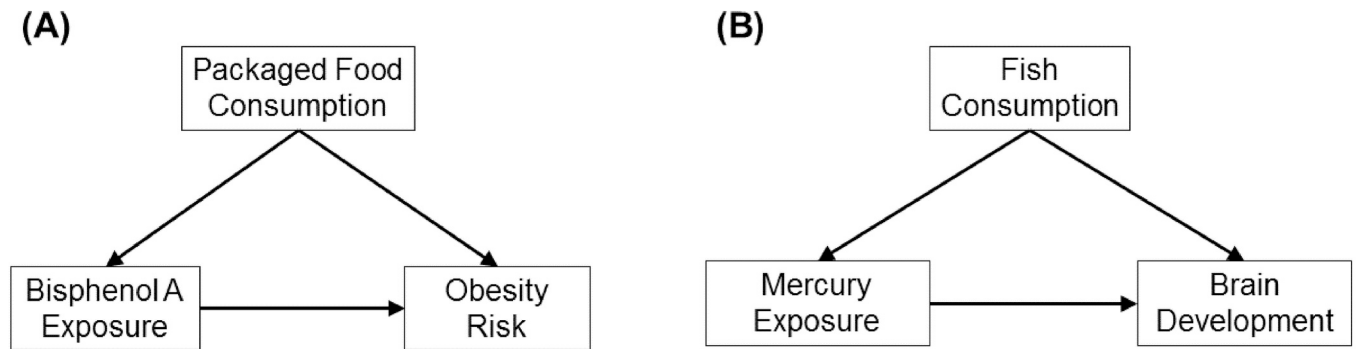 (A)
Packaged Food
Consumption
Bisphenol A
Exposure
Obesity
Risk
(B)
Fish
Consumption
Mercury
Exposure
Brain
Development